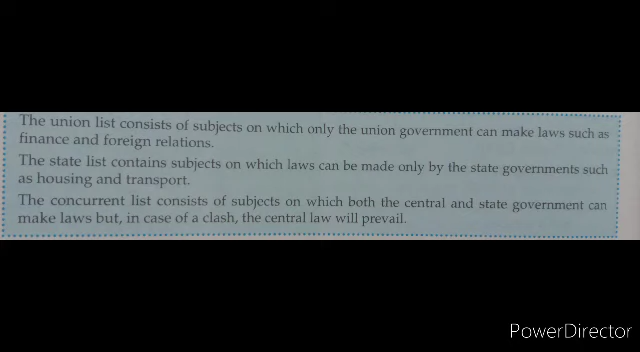 The union list consists of subjects on which only the union government can make laws such as
finance and foreign relations.
The state list contains subjects on which laws can be made only by the state governments such
as housing and transport.
The concurrent list consists of subjects on which both the central and state government can
make laws but, in case of a clash, the central law will prevail.
PowerDirector